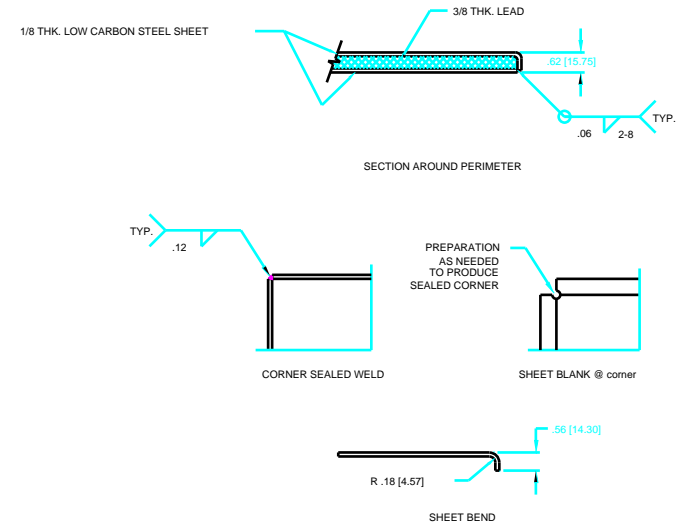 3/8 THK. LEAD
1/8 THK. LOW CARBON STEEL SHEET
.62 [15.75]
TYP.
.06
2-8
SECTION AROUND PERIMETER
TYP.
.12
PREPARATION
AS NEEDED
TO PRODUCE
SEALED CORNER
CORNER SEALED WELD
SHEET BLANK @ corner
.56 [14.30]
R .18 [4.57]
SHEET BEND